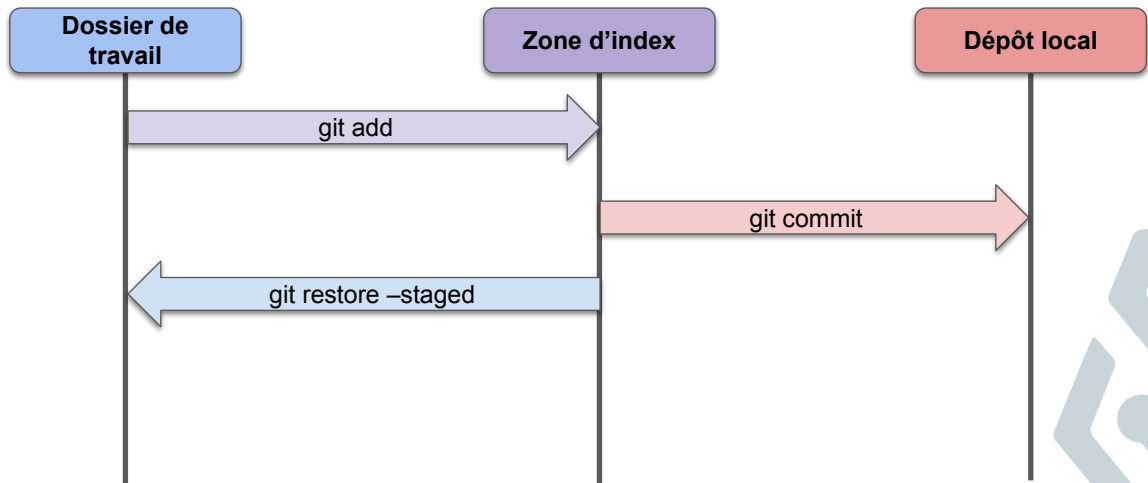 Dossier de
travail
Zone d’index
Dépôt local
git add
git commit
git restore –staged